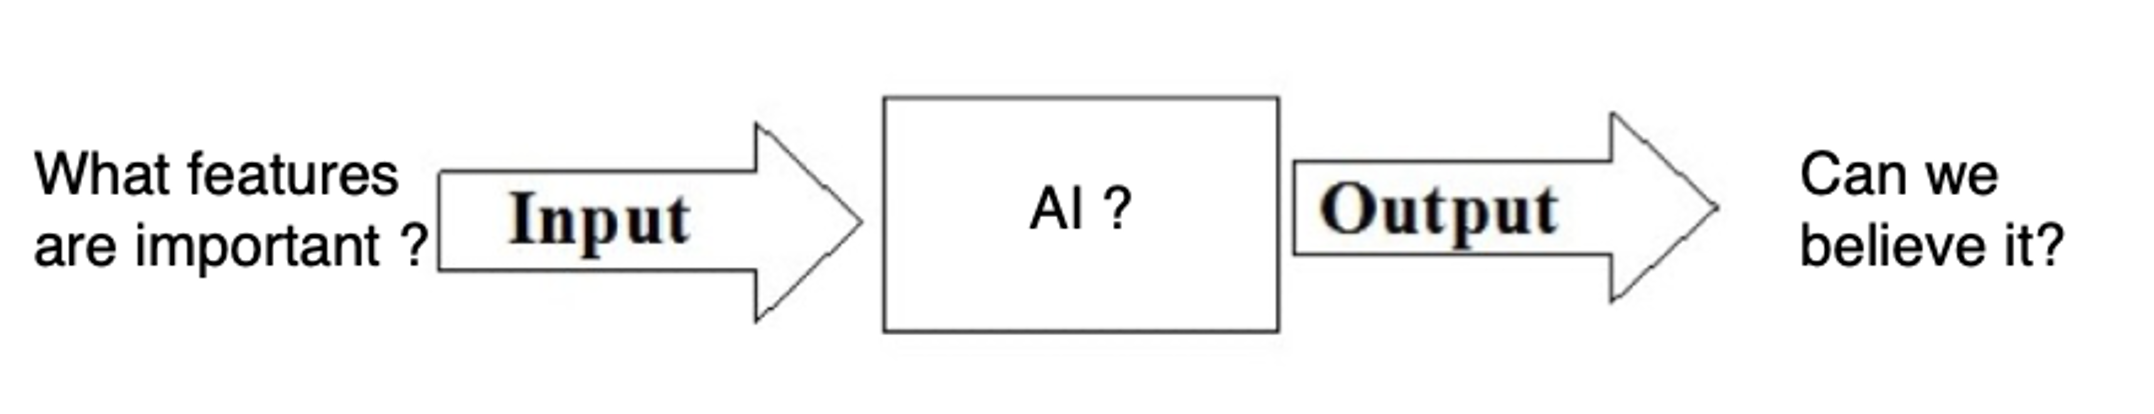 What features
are important ?
Input
AI ?
Output
Can we
believe it?